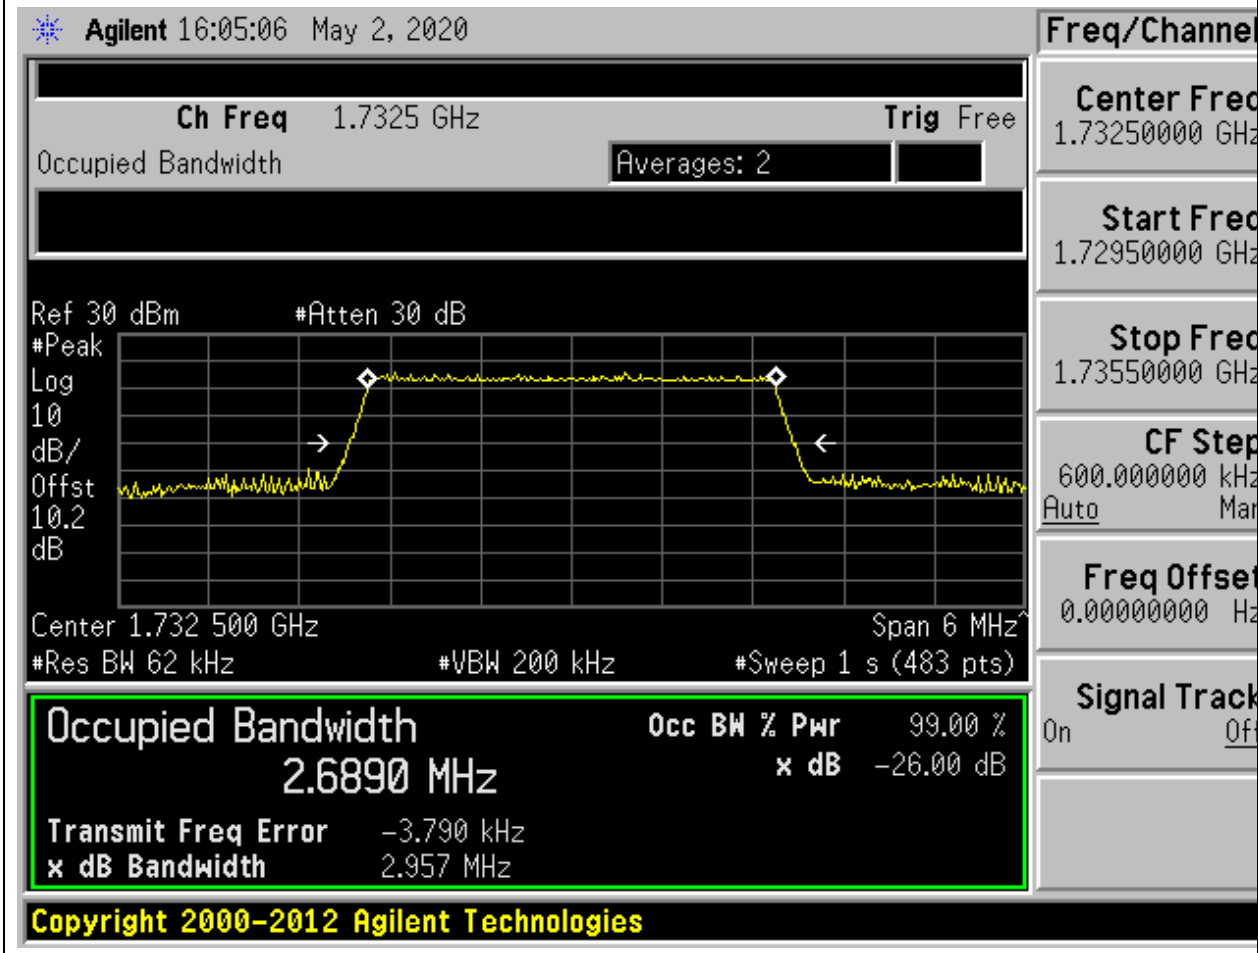 Agilent 16:05:06 May 2, 2020
Freq/Channel
Ch Freq 1.7325 GHz Trig Free
Occupied Bandwidth Averages: 2
Center Freq
1.73250000 GHz
Start Freq
1.72950000 GHz
Stop Freq
1.73550000 GHz
CF Step
600.000000 kHz
Auto Man
Freq Offset
0.00000000 Hz
Signal Track
On Off
Ref 30 dBm #Atten 30 dB
#Peak
Log
10
dB/
Offst
10.2
dB
Center 1.732 500 GHz Span 6 MHz^
#Res BW 62 kHz #VBW 200 kHz #Sweep 1 s (483 pts)
Occupied Bandwidth Occ BW % Pwr 99.00 %
2.6890 MHz x dB -26.00 dB
Transmit Freq Error -3.790 kHz
x dB Bandwidth 2.957 MHz
Copyright 2000-2012 Agilent Technologies